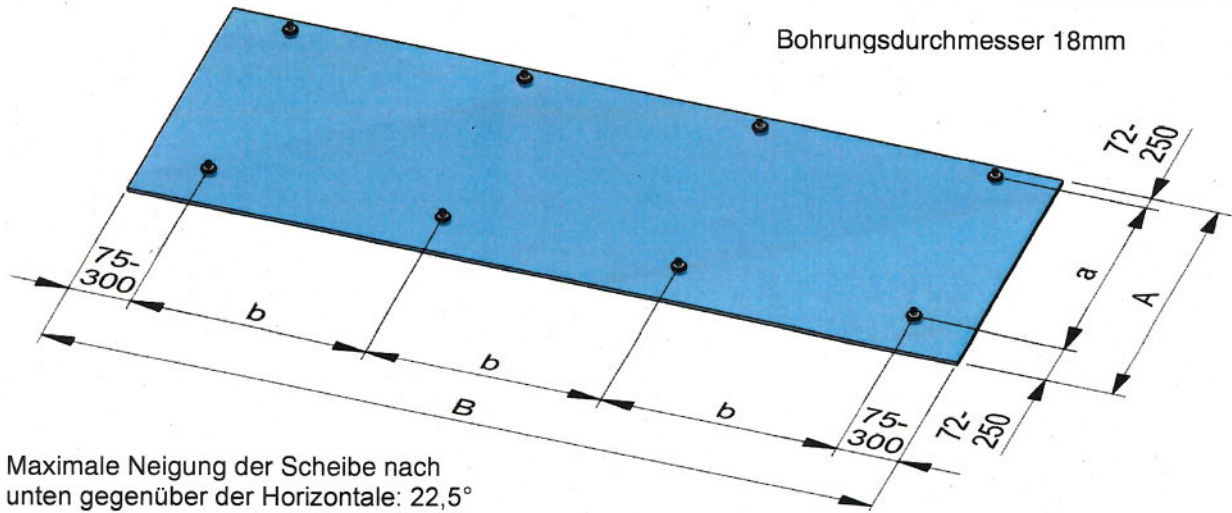 Bohrungsdurchmesser 18mm
72-
250
a
A
75-
300
b
b
B
b
75-
300
72-
250
Maximale Neigung der Scheibe nach
unten gegenüber der Horizontale: 22,5°